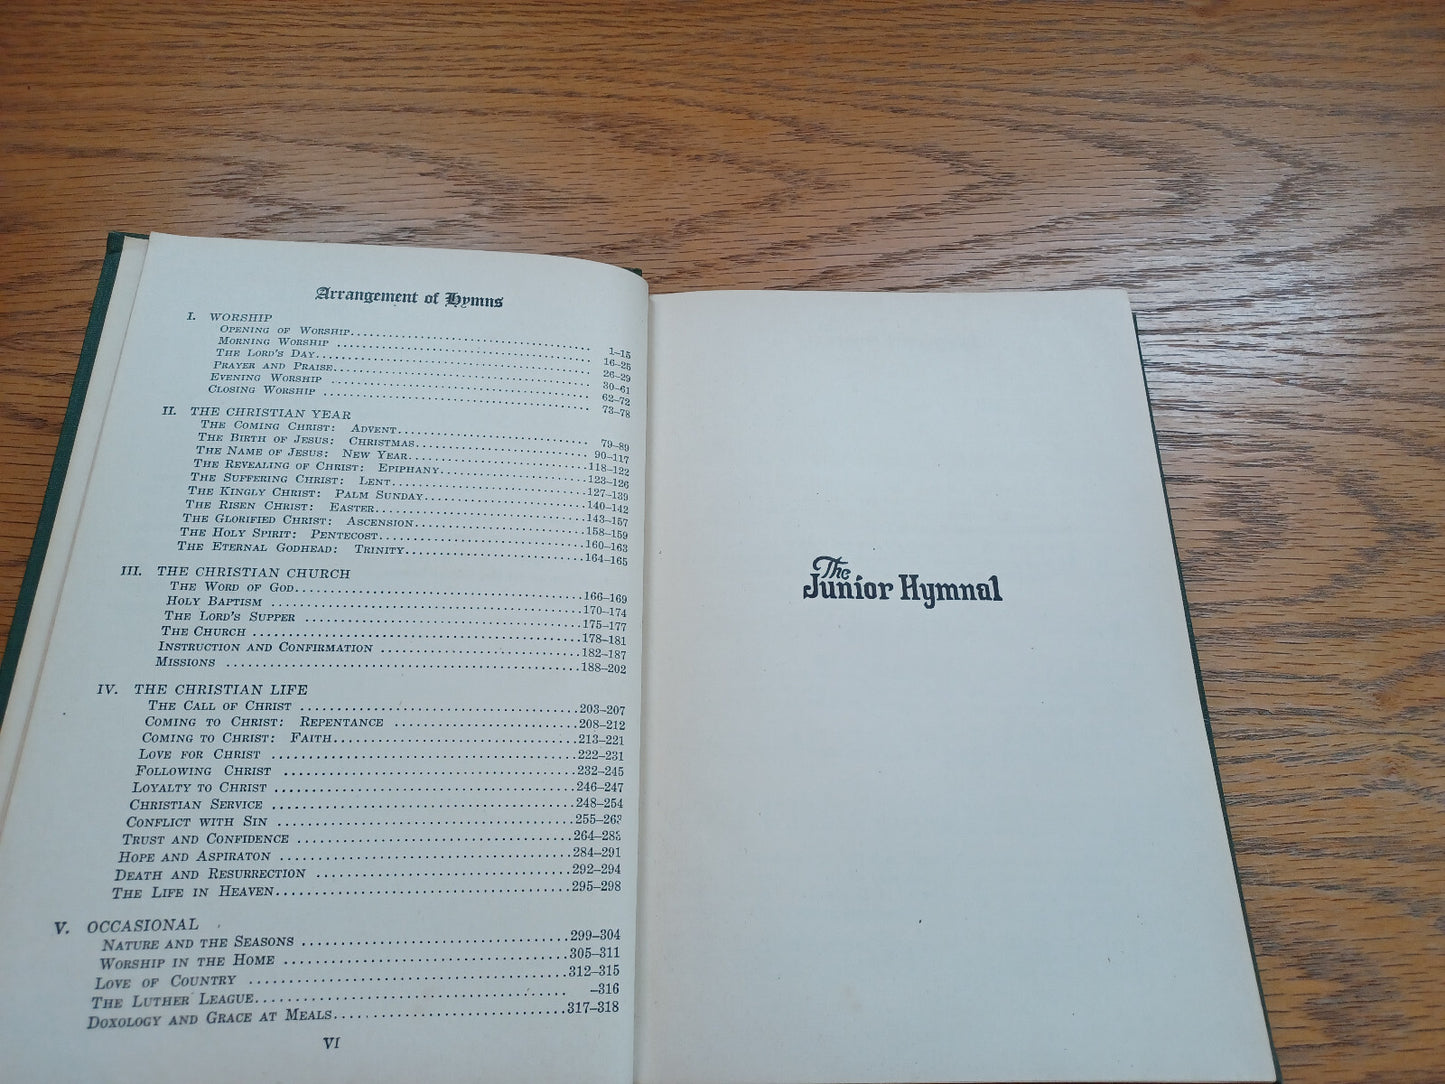 Arrangement of Hymns
I. WORSHIP
OPENING OF WORSHIP 1–15
MORNING WORSHIP 16–25
THE LORD'S DAY 26–29
PRAYER AND PRAISE 30–61
EVENING WORSHIP 62–72
CLOSING WORSHIP 73–78
II. THE CHRISTIAN YEAR
THE COMING CHRIST: ADVENT 79–89
THE BIRTH OF JESUS: CHRISTMAS 90–117
THE NAME OF JESUS: NEW YEAR 118–122
THE REVEALING OF CHRIST: EPIPHANY 123–126
THE SUFFERING CHRIST: LENT 127–139
THE KINGLY CHRIST: PALM SUNDAY 140–142
THE RISEN CHRIST: EASTER 143–157
THE GLORIFIED CHRIST: ASCENSION 158–159
THE HOLY SPIRIT: PENTECOST 160–163
THE ETERNAL GODHEAD: TRINITY 164–165
III. THE CHRISTIAN CHURCH
THE WORD OF GOD 166–169
HOLY BAPTISM 170–174
THE LORD'S SUPPER 175–177
THE CHURCH 178–181
INSTRUCTION AND CONFIRMATION 182–187
MISSIONS 188–202
IV. THE CHRISTIAN LIFE
THE CALL OF CHRIST 203–207
COMING TO CHRIST: REPENTANCE 208–212
COMING TO CHRIST: FAITH 213–221
LOVE FOR CHRIST 222–231
FOLLOWING CHRIST 232–245
LOYALTY TO CHRIST 246–247
CHRISTIAN SERVICE 248–254
CONFLICT WITH SIN 255–263
TRUST AND CONFIDENCE 264–283
HOPE AND ASPIRATON 284–291
DEATH AND RESURRECTION 292–294
THE LIFE IN HEAVEN 295–298
V. OCCASIONAL
NATURE AND THE SEASONS 299–304
WORSHIP IN THE HOME 305–311
LOVE OF COUNTRY 312–315
THE LUTHER LEAGUE –316
DOXOLOGY AND GRACE AT MEALS 317–318
VI
The
Junior Hymnal